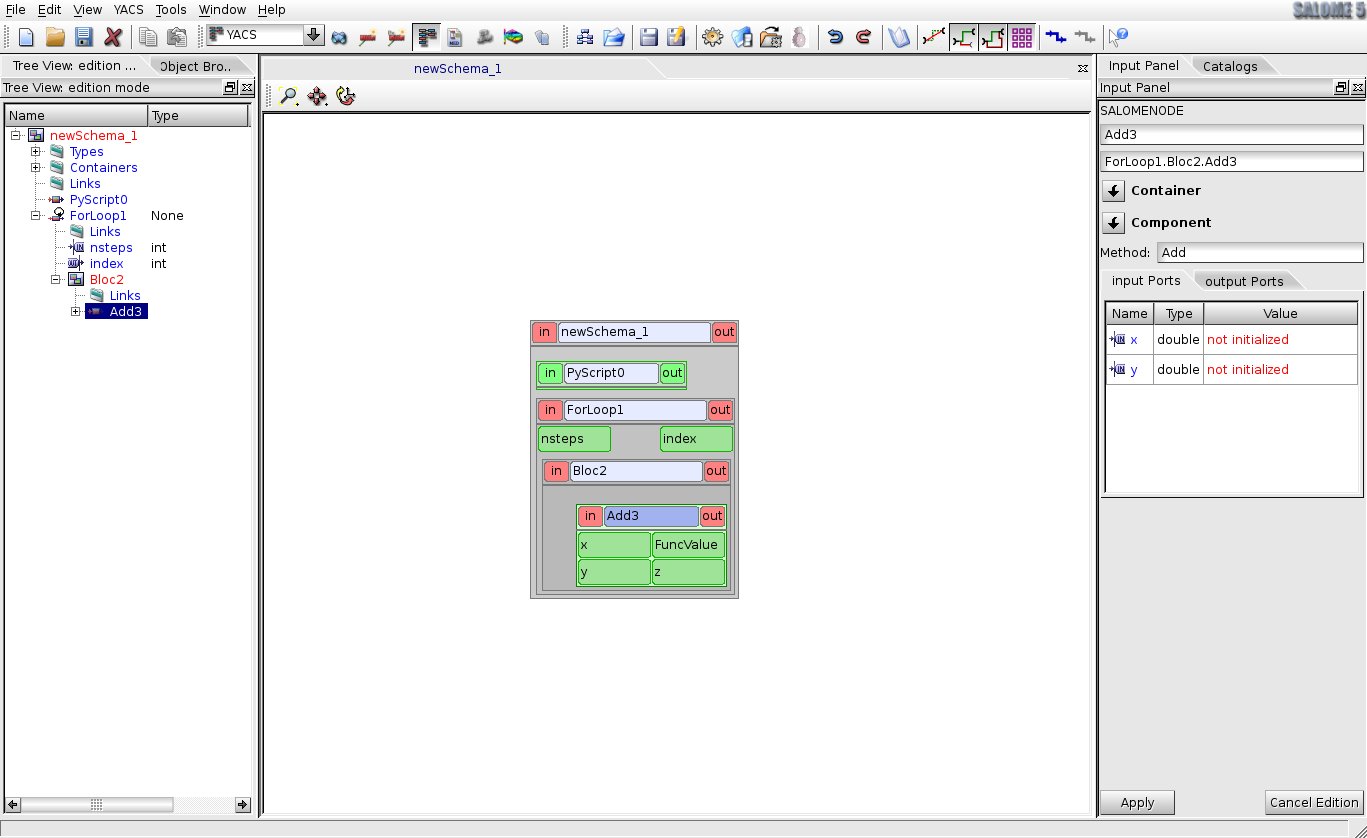 File Edit View YACS Tools Window Help
SALOME 5
YACS
Tree View: edition ... Object Bro..
Tree View: edition mode
Name Type
newSchema_1
Types
Containers
Links
PyScript0
ForLoop1 None
Links
nsteps int
index int
Bloc2
Links
Add3
newSchema_1
in newSchema_1 out
in PyScript0 out
in ForLoop1 out
nsteps index
in Bloc2 out
in Add3 out
x FuncValue
y z
Input Panel Catalogs
Input Panel
SALOMENODE
Add3
ForLoop1.Bloc2.Add3
Container
Component
Method: Add
input Ports output Ports
Name Type Value
x double not initialized
y double not initialized
Apply Cancel Edition